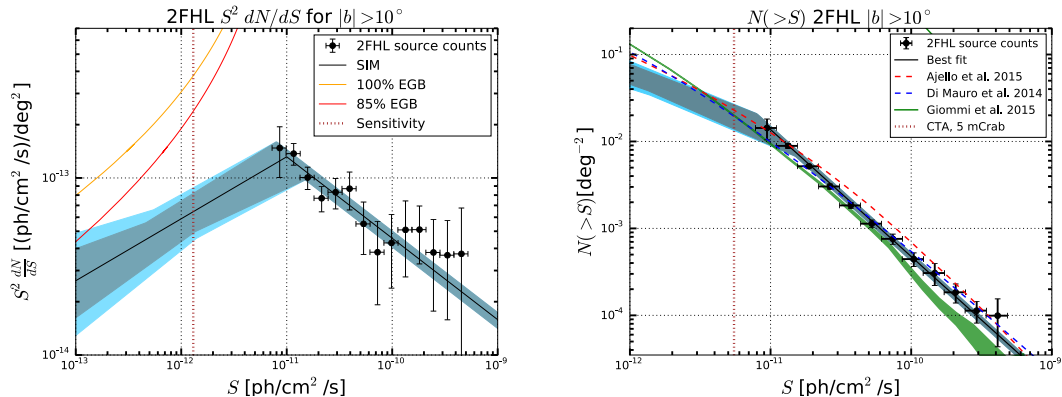 2FHL S² dN/dS for |b| >10°
S² dN/dS [(ph/cm² /s)/deg²]
10⁻¹³
10⁻¹⁴
2FHL source counts
SIM
100% EGB
85% EGB
Sensitivity
10⁻¹³ 10⁻¹² 10⁻¹¹ 10⁻¹⁰ 10⁻⁹
S [ph/cm² /s]
N(>S) 2FHL |b| >10°
N(>S)[deg⁻²]
10⁻¹
10⁻²
10⁻³
10⁻⁴
2FHL source counts
Best fit
Ajello et al. 2015
Di Mauro et al. 2014
Giommi et al. 2015
CTA, 5 mCrab
10⁻¹² 10⁻¹¹ 10⁻¹⁰ 10⁻⁹
S [ph/cm² /s]